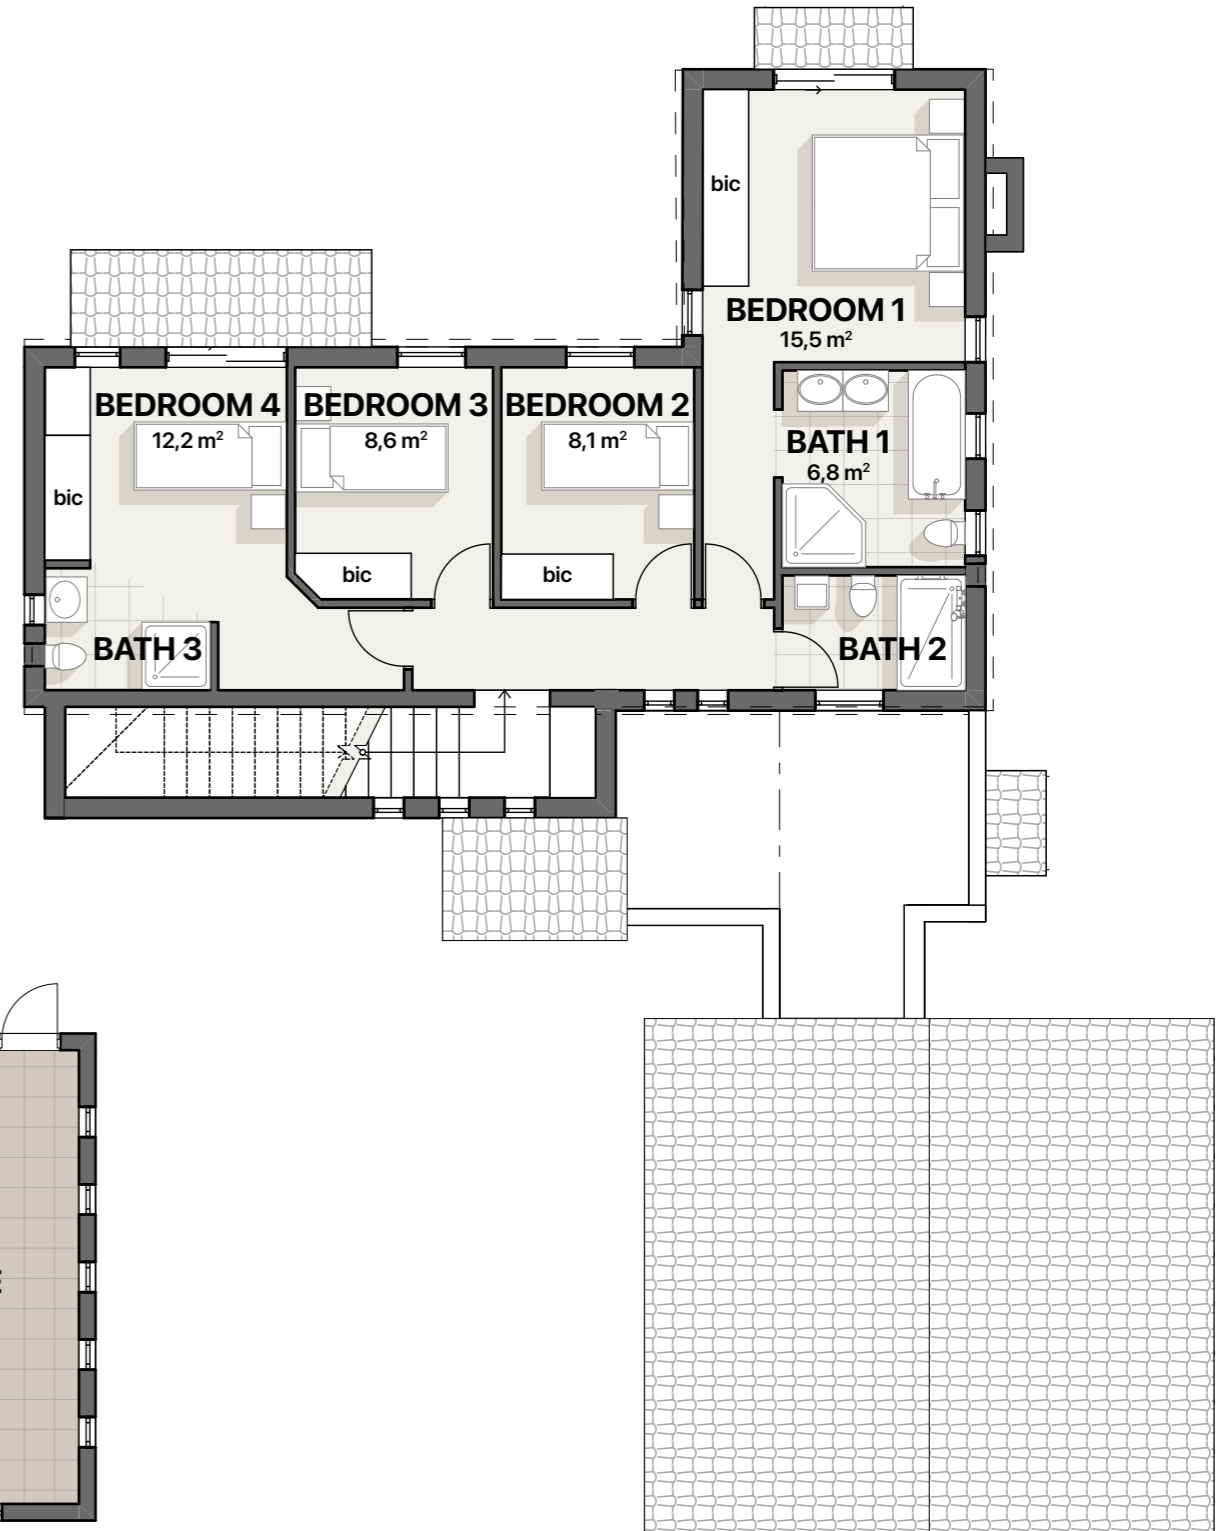 bic
BEDROOM 1
15,5 m²
BEDROOM 4
12,2 m²
BEDROOM 3
8,6 m²
BEDROOM 2
8,1 m²
BATH 1
6,8 m²
bic
bic
bic
BATH 3
BATH 2